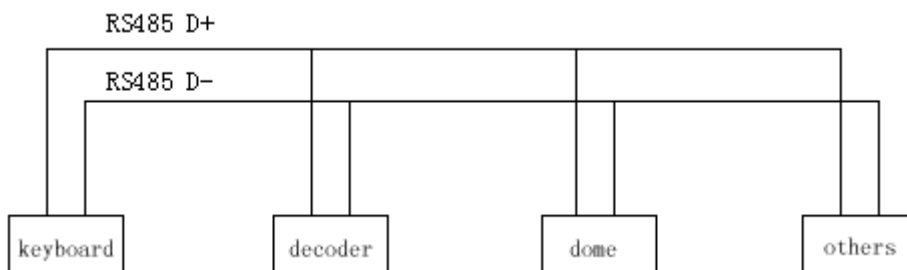 RS485 D+
RS485 D-
keyboard
decoder
dome
others